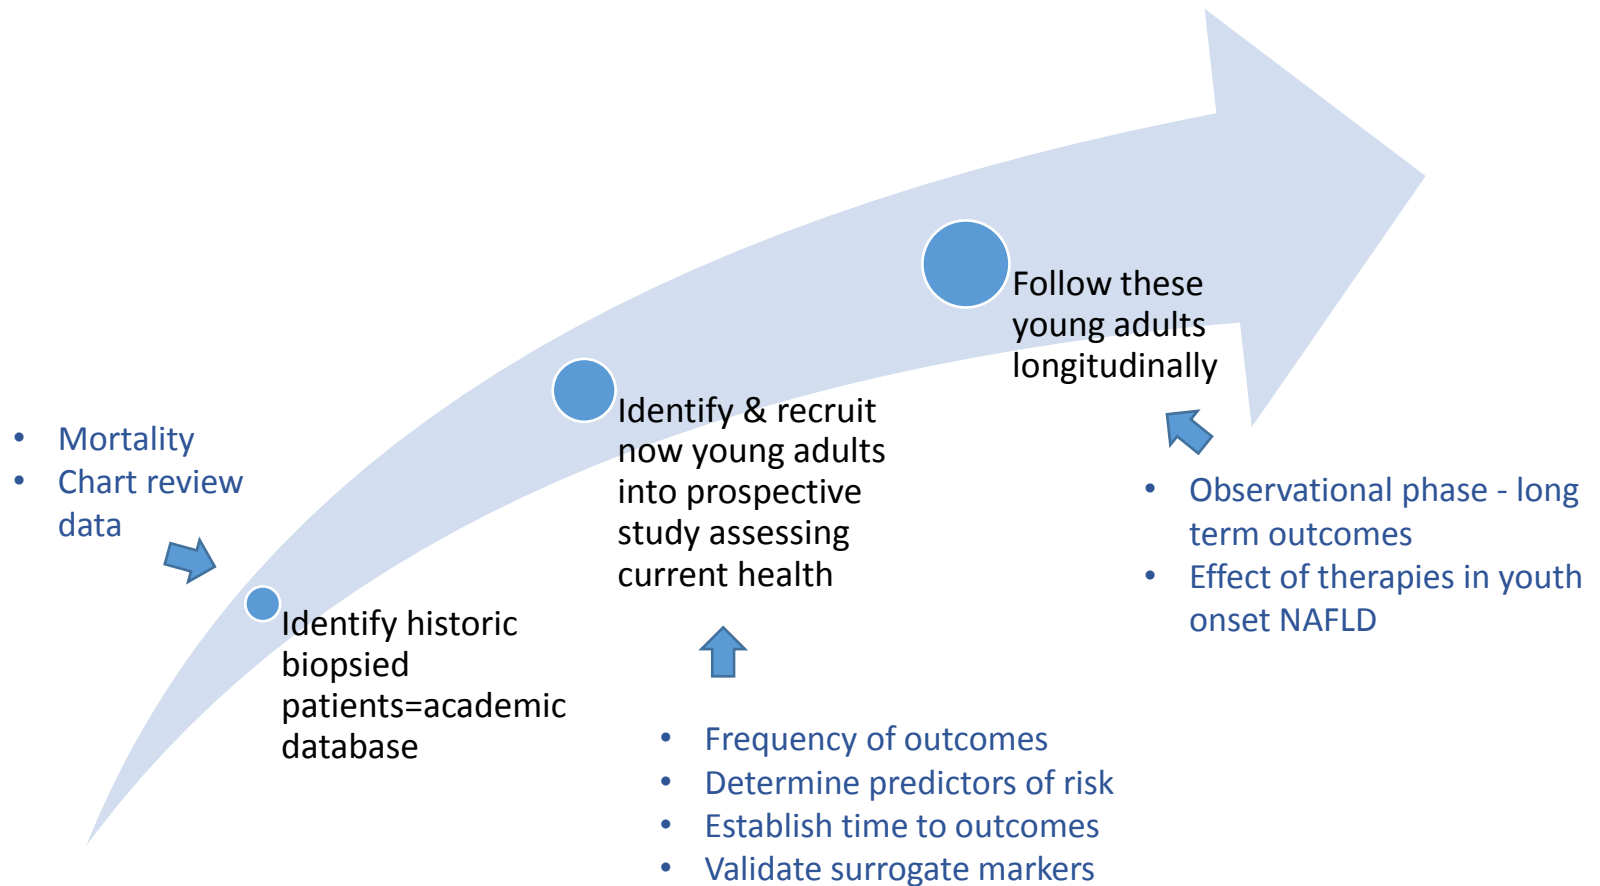 • Mortality
• Chart review
data
Identify historic
biopsied
patients=academic
database
Identify & recruit
now young adults
into prospective
study assessing
current health
• Frequency of outcomes
• Determine predictors of risk
• Establish time to outcomes
• Validate surrogate markers
Follow these
young adults
longitudinally
• Observational phase - long
term outcomes
• Effect of therapies in youth
onset NAFLD